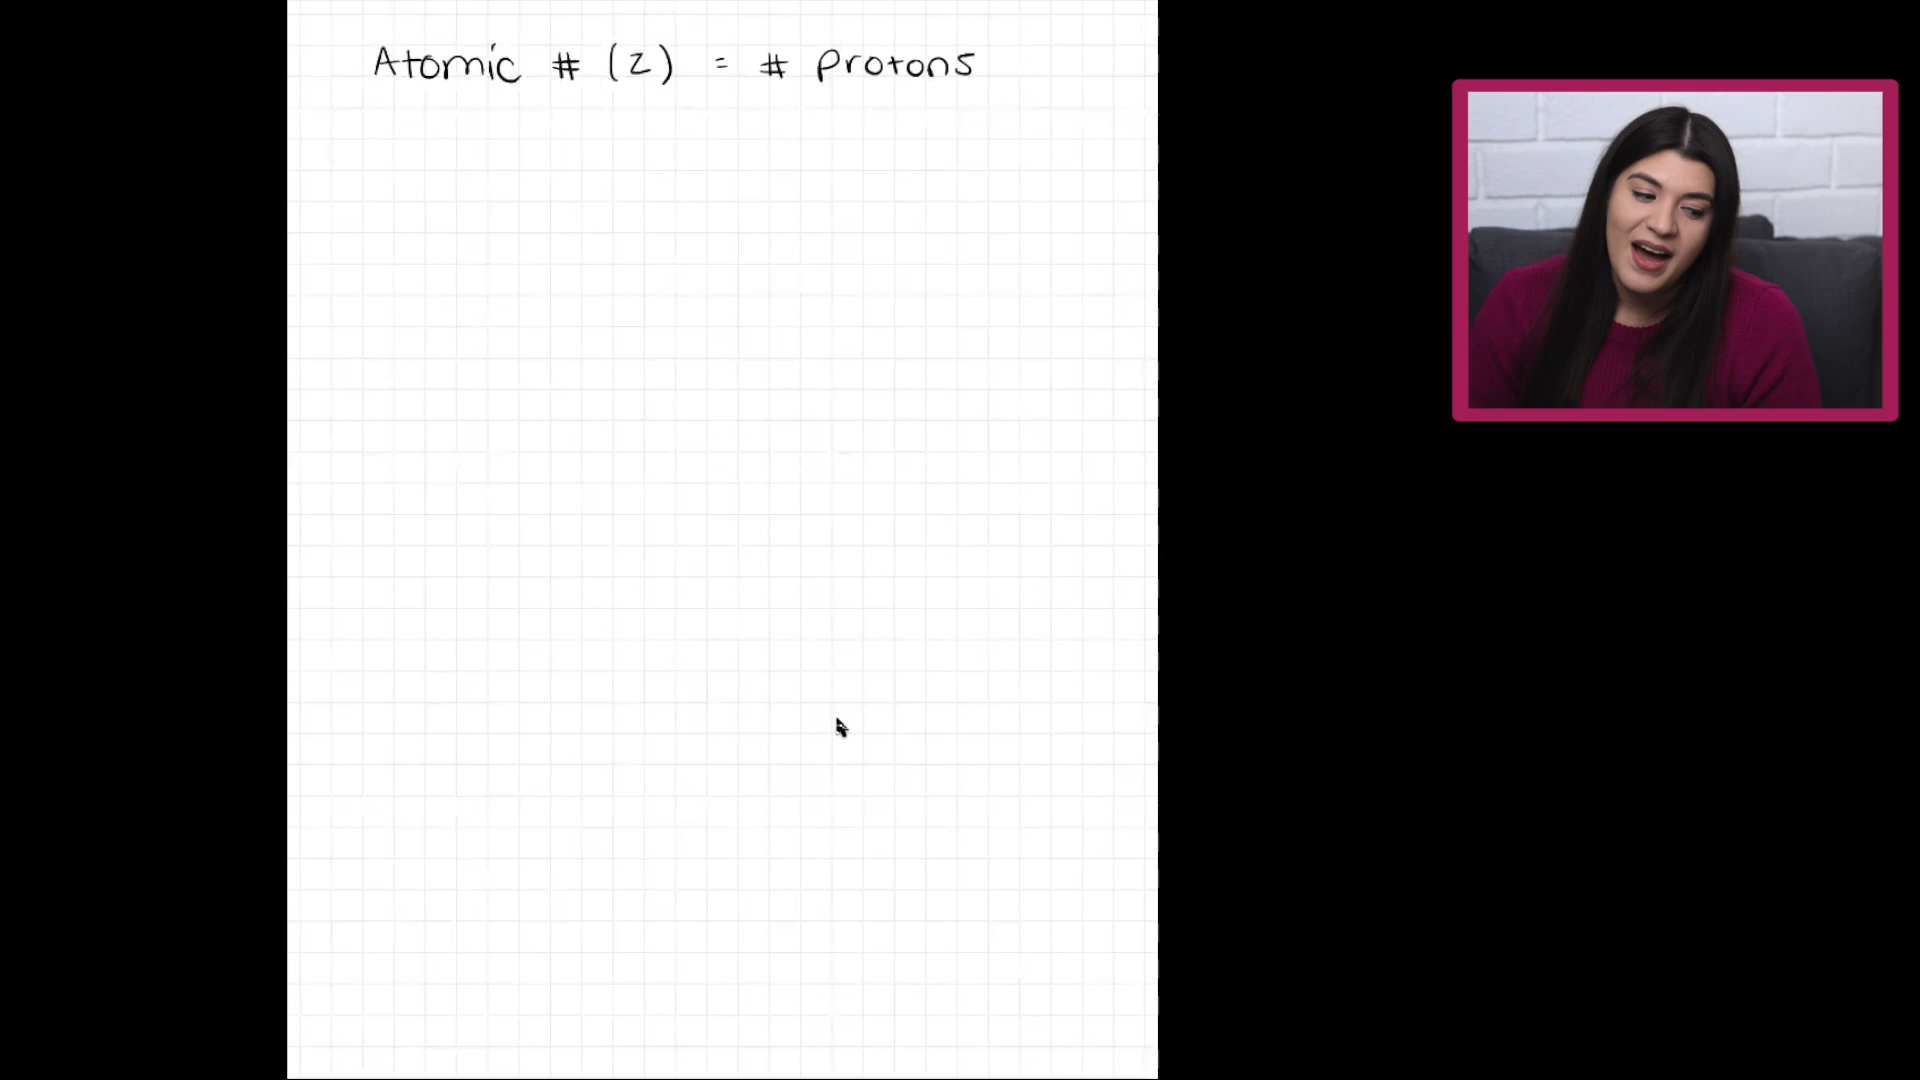 Atomic # (Z) = # Protons